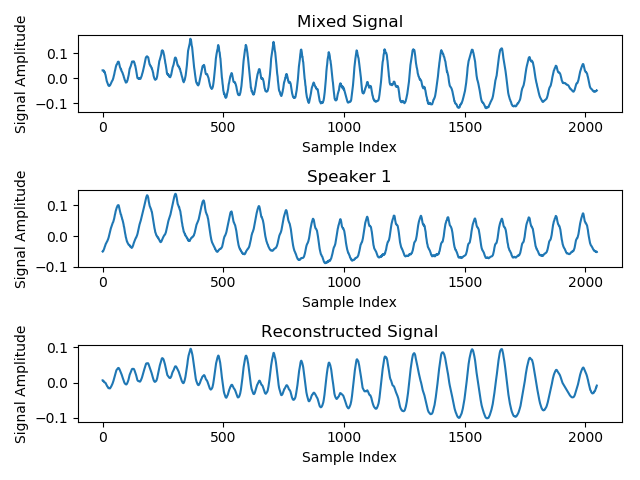 Mixed Signal
Signal Amplitude
0.1
0.0
−0.1
0 500 1000 1500 2000
Sample Index
Speaker 1
Signal Amplitude
0.1
0.0
−0.1
0 500 1000 1500 2000
Sample Index
Reconstructed Signal
Signal Amplitude
0.1
0.0
−0.1
0 500 1000 1500 2000
Sample Index